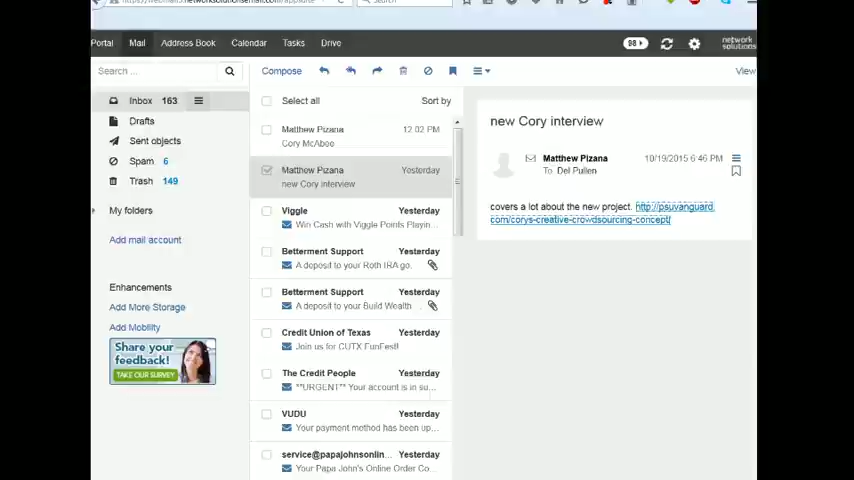 Search
Portal Mail Address Book Calendar Tasks Drive
98
network
solutions
Search ...
Compose
View
Inbox 163
Drafts
Sent objects
Spam 6
Trash 149
My folders
Add mail account
Enhancements
Add More Storage
Add Mobility
Share your
feedback!
TAKE OUR SURVEY
Select all Sort by
Matthew Pizana 12:02 PM
Cory McAbee
Matthew Pizana Yesterday
new Cory interview
Viggle Yesterday
Win Cash with Viggle Points Playin...
Betterment Support Yesterday
A deposit to your Roth IRA go.
Betterment Support Yesterday
A deposit to your Build Wealth
Credit Union of Texas Yesterday
Join us for CUTX FunFest!
The Credit People Yesterday
**URGENT** Your account is in su...
VUDU Yesterday
Your payment method has been up...
service@papajohnsonlin... Yesterday
Your Papa John's Online Order Co...
new Cory interview
Matthew Pizana 10/19/2015 6:46 PM
To Del Pullen
covers a lot about the new project. http://psuvanguard.
com/corys-creative-crowdsourcing-concept/